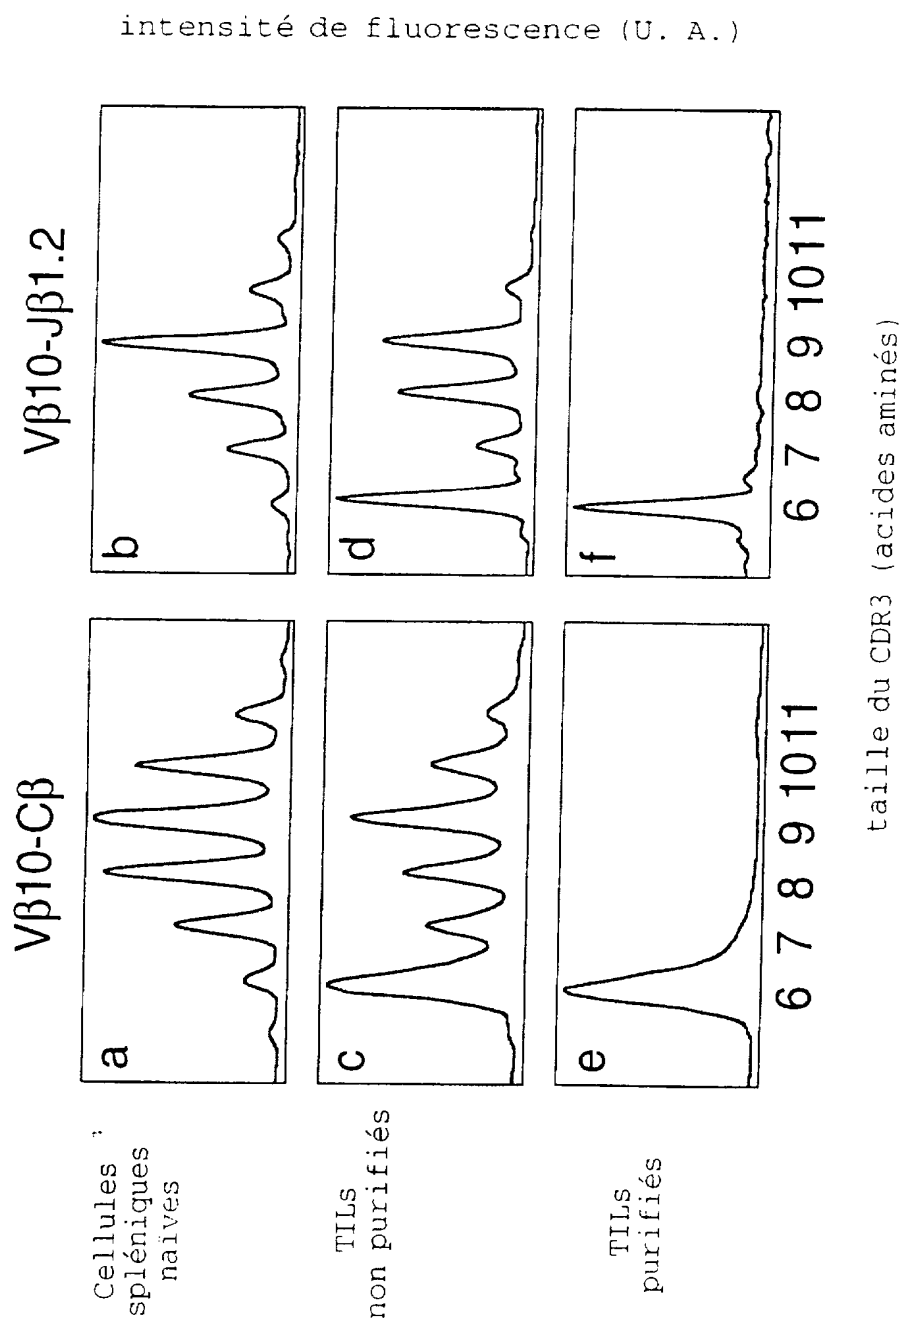 intensité de fluorescence (U. A.)
Vβ10-Cβ
Vβ10-Jβ1.2
Cellules
spléniques
naïves
a
b
TILs
non purifiés
c
d
TILs
purifiés
e
f
6 7 8 9 10 11
6 7 8 9 10 11
taille du CDR3 (acides aminés)